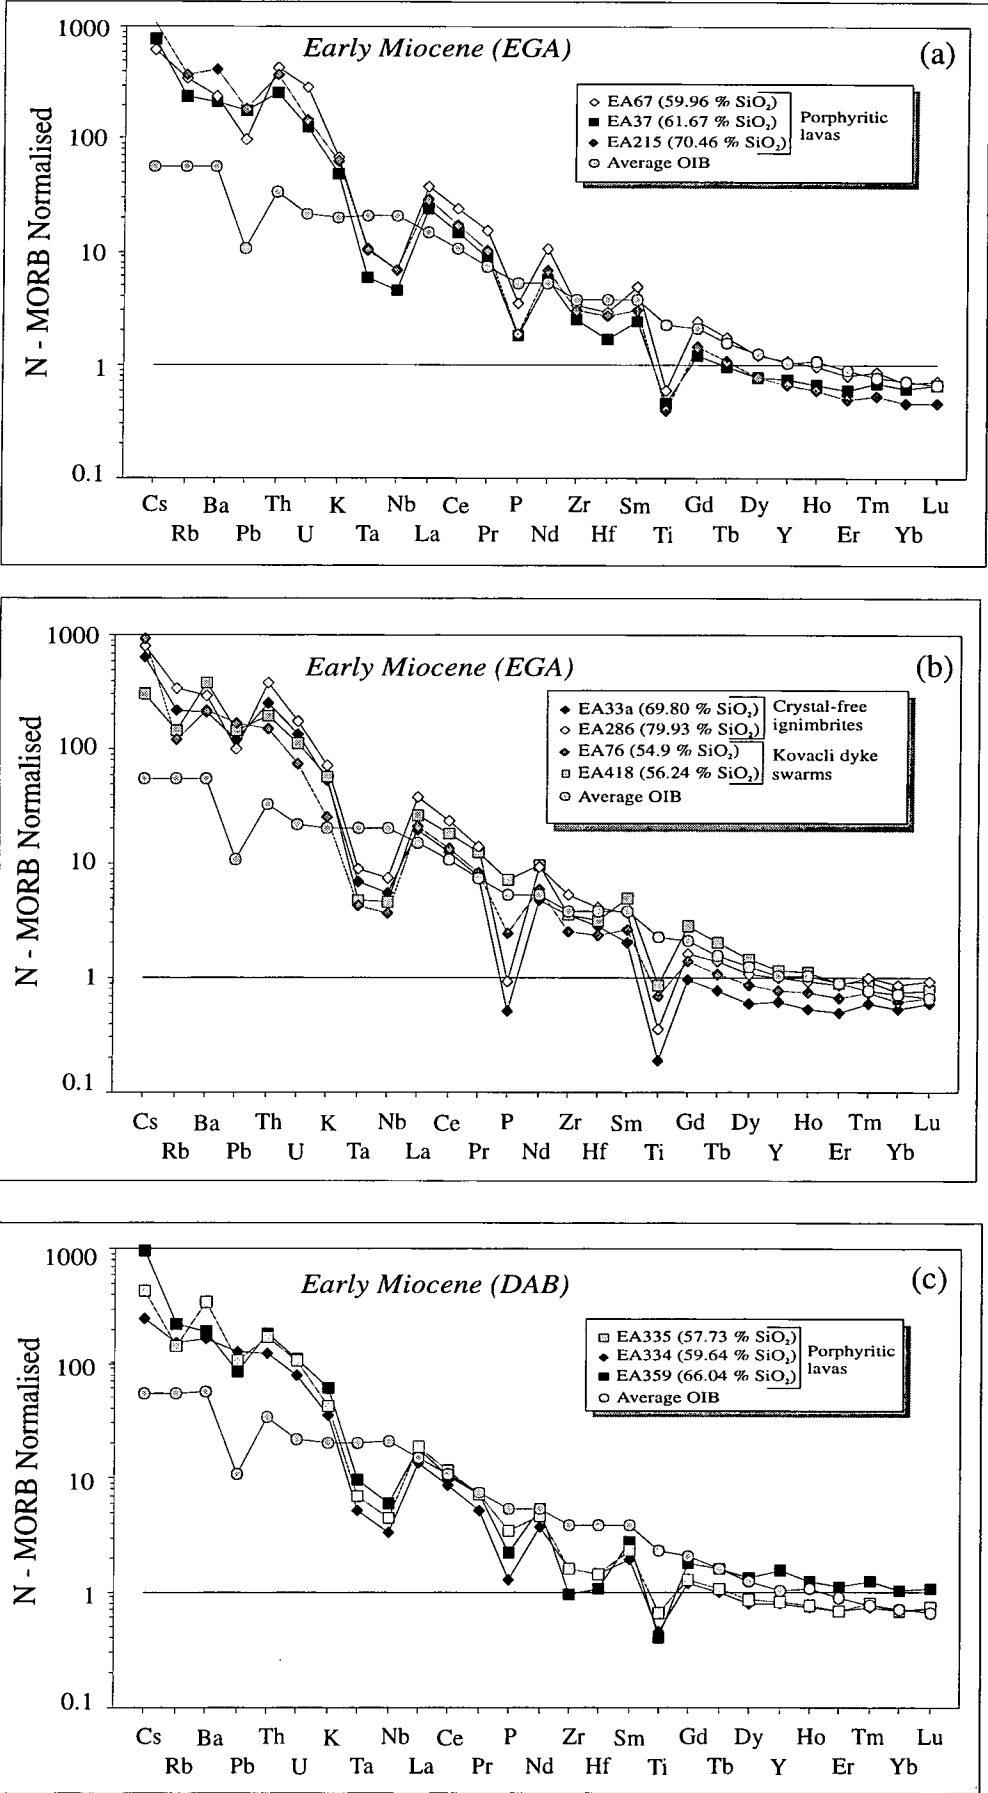 Early Miocene (EGA)
(a)
1000
100
10
1
0.1
N - MORB Normalised
EA67 (59.96 % SiO₂)
EA37 (61.67 % SiO₂)
EA215 (70.46 % SiO₂)
Average OIB
Porphyritic
lavas
Cs Ba Th K Nb Ce P Zr Sm Gd Dy Ho Tm Lu
Rb Pb U Ta La Pr Nd Hf Ti Tb Y Er Yb
Early Miocene (EGA)
(b)
1000
100
10
1
0.1
N - MORB Normalised
EA33a (69.80 % SiO₂)
EA286 (79.93 % SiO₂)
EA76 (54.9 % SiO₂)
EA418 (56.24 % SiO₂)
Average OIB
Crystal-free
ignimbrites
Kovacli dyke
swarms
Cs Ba Th K Nb Ce P Zr Sm Gd Dy Ho Tm Lu
Rb Pb U Ta La Pr Nd Hf Ti Tb Y Er Yb
Early Miocene (DAB)
(c)
1000
100
10
1
0.1
N - MORB Normalised
EA335 (57.73 % SiO₂)
EA334 (59.64 % SiO₂)
EA359 (66.04 % SiO₂)
Average OIB
Porphyritic
lavas
Cs Ba Th K Nb Ce P Zr Sm Gd Dy Ho Tm Lu
Rb Pb U Ta La Pr Nd Hf Ti Tb Y Er Yb